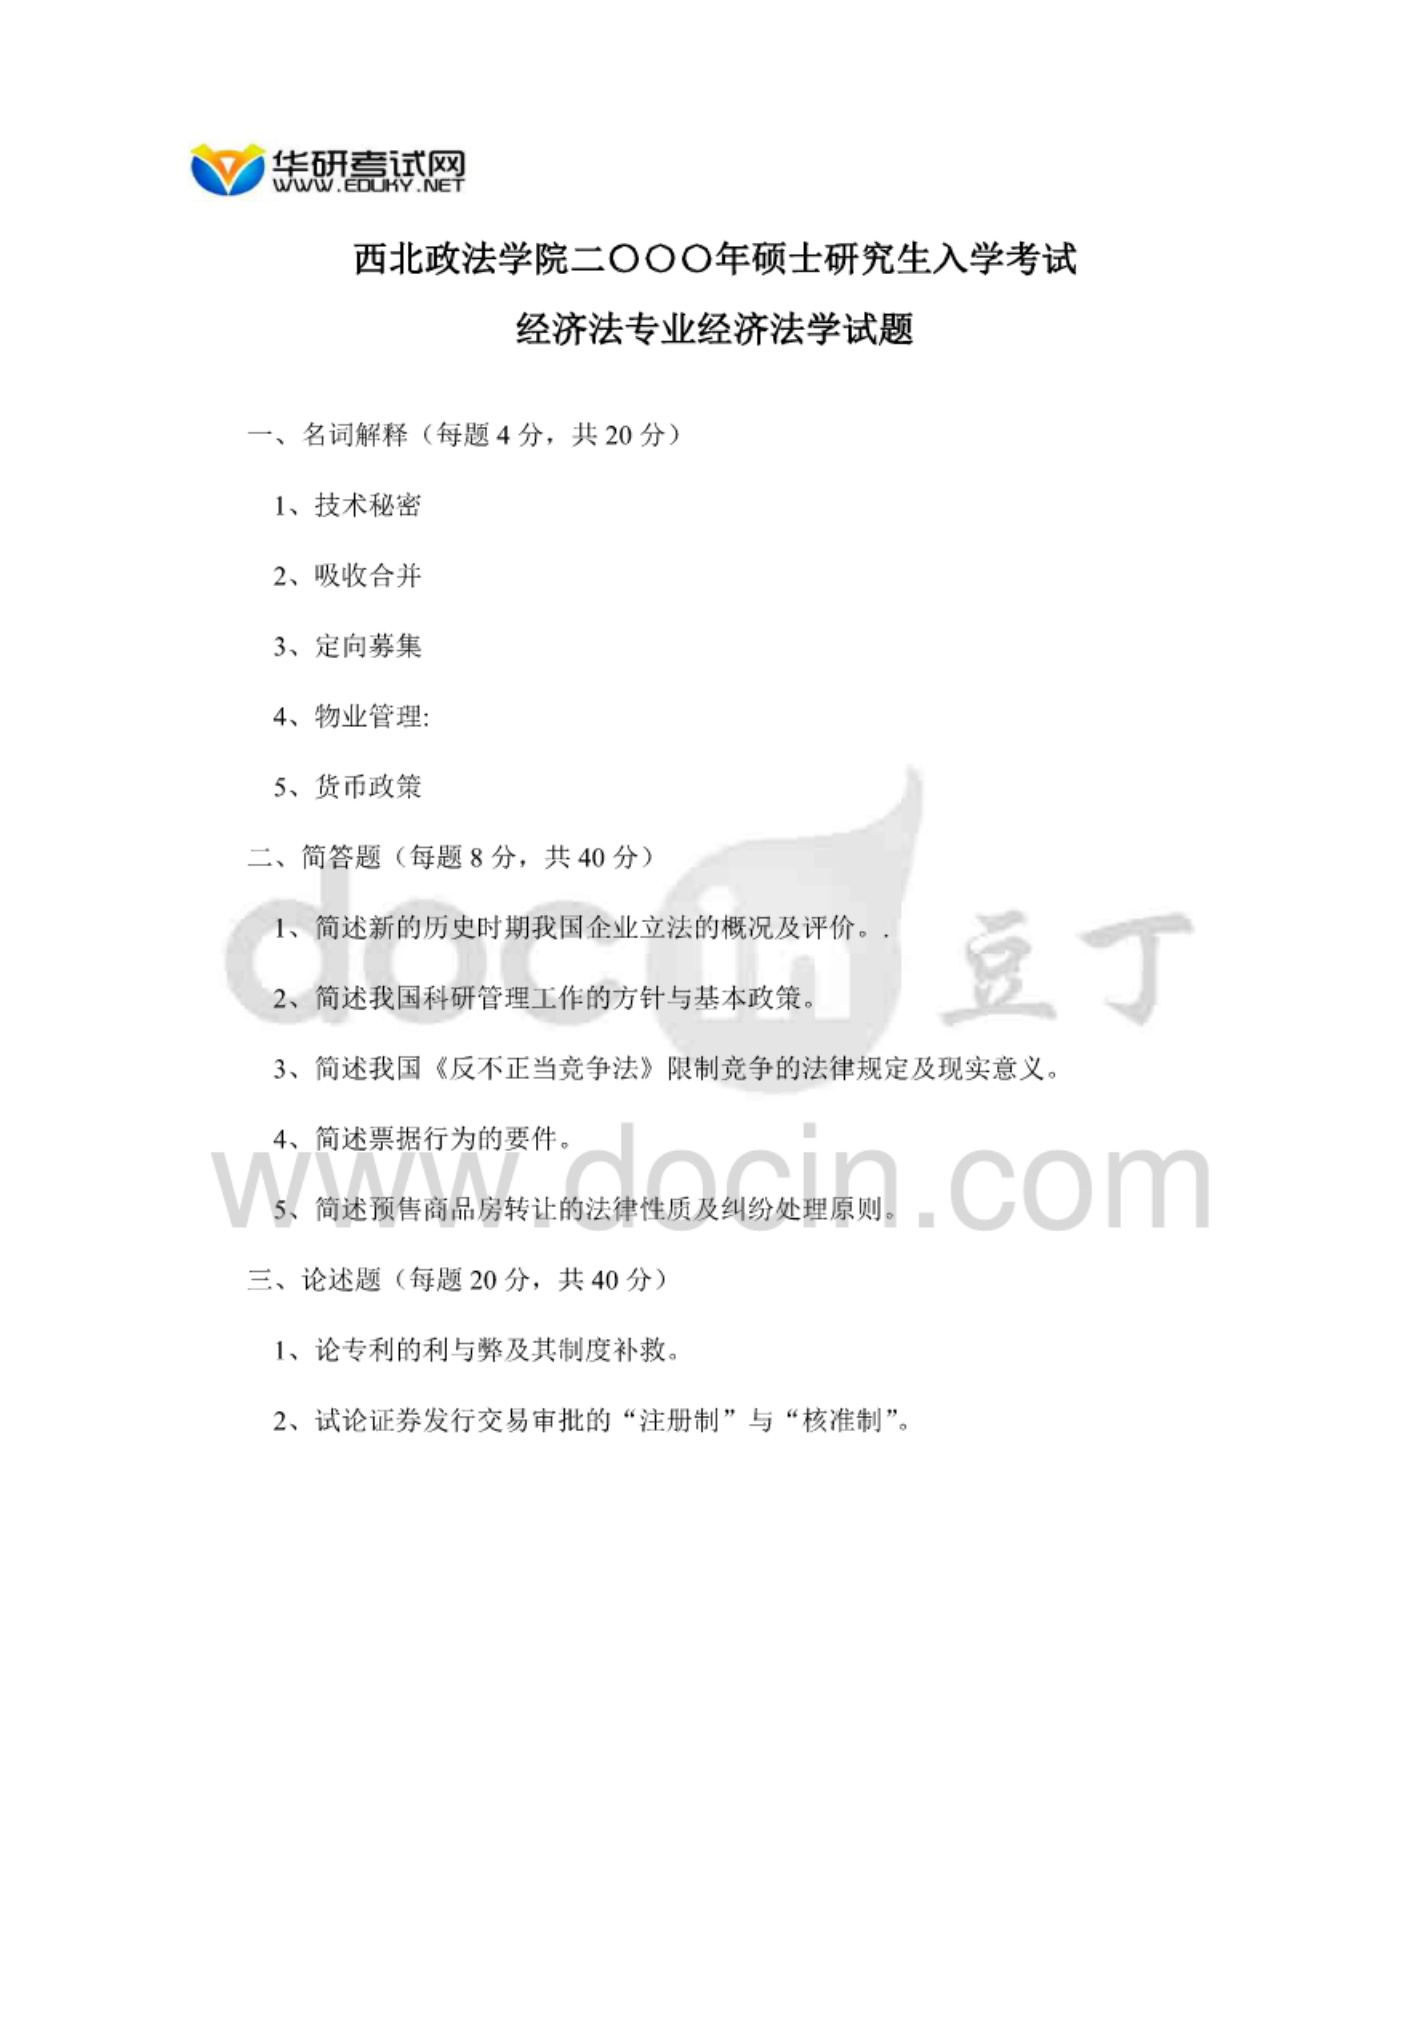 华研考试网
WWW.EDUKY.NET
西北政法学院二〇〇〇年硕士研究生入学考试
经济法专业经济法学试题
一、名词解释（每题 4 分，共 20 分）
1、技术秘密
2、吸收合并
3、定向募集
4、物业管理:
5、货币政策
二、简答题（每题 8 分，共 40 分）
1、简述新的历史时期我国企业立法的概况及评价。.
2、简述我国科研管理工作的方针与基本政策。
3、简述我国《反不正当竞争法》限制竞争的法律规定及现实意义。
4、简述票据行为的要件。
5、简述预售商品房转让的法律性质及纠纷处理原则。
三、论述题（每题 20 分，共 40 分）
1、论专利的利与弊及其制度补救。
2、试论证券发行交易审批的“注册制”与“核准制”。
docin 豆丁
www.docin.com